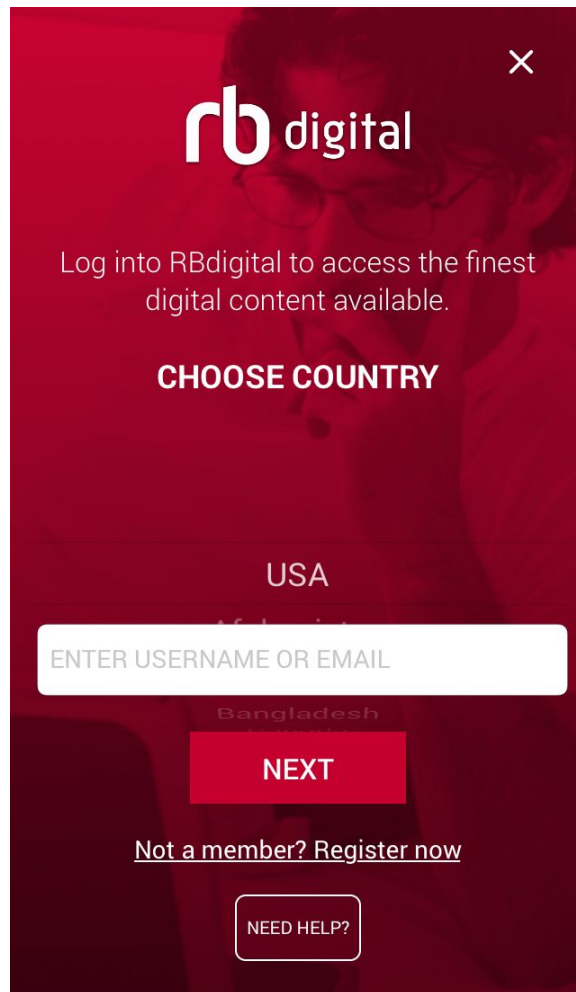 rb digital
Log into RBdigital to access the finest
digital content available.
CHOOSE COUNTRY
USA
ENTER USERNAME OR EMAIL
Bangladesh
NEXT
Not a member? Register now
NEED HELP?